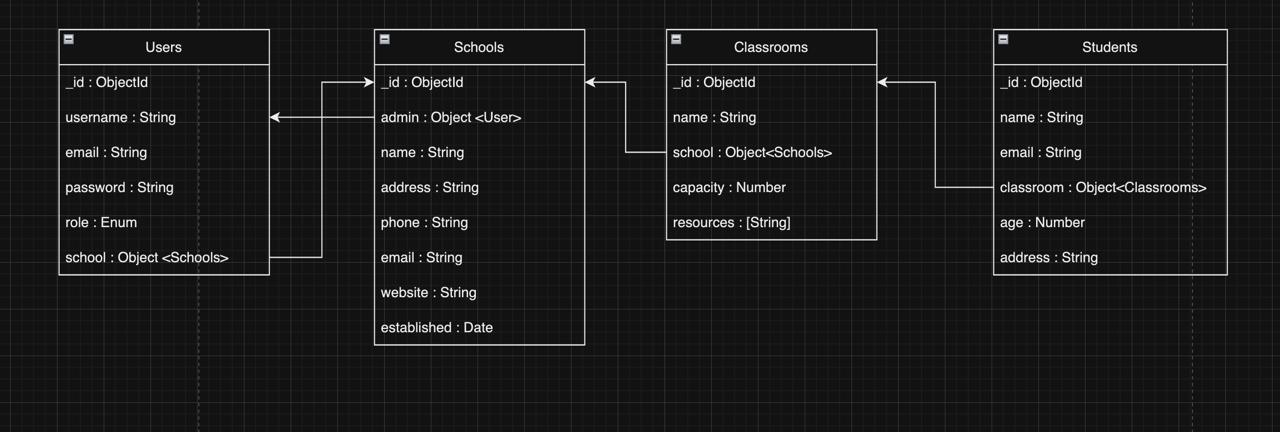 Users
_id : ObjectId
username : String
email : String
password : String
role : Enum
school : Object <Schools>
Schools
_id : ObjectId
admin : Object <User>
name : String
address : String
phone : String
email : String
website : String
established : Date
Classrooms
_id : ObjectId
name : String
school : Object<Schools>
capacity : Number
resources : [String]
Students
_id : ObjectId
name : String
email : String
classroom : Object<Classrooms>
age : Number
address : String